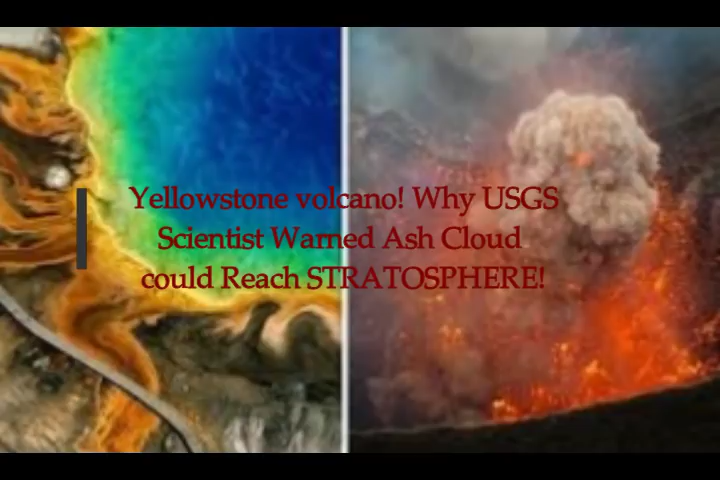 Yellowstone volcano! Why USGS
Scientist Warned Ash Cloud
could Reach STRATOSPHERE!